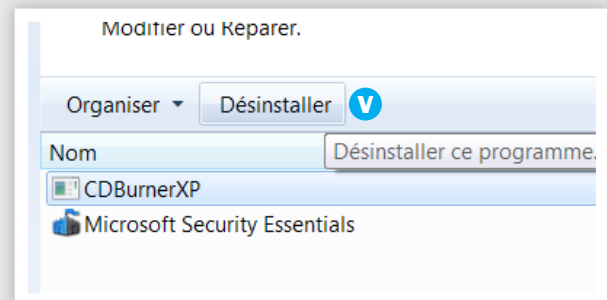 Modifier ou Réparer.
Organiser Désinstaller V
Nom Désinstaller ce programme.
CDBurnerXP
Microsoft Security Essentials